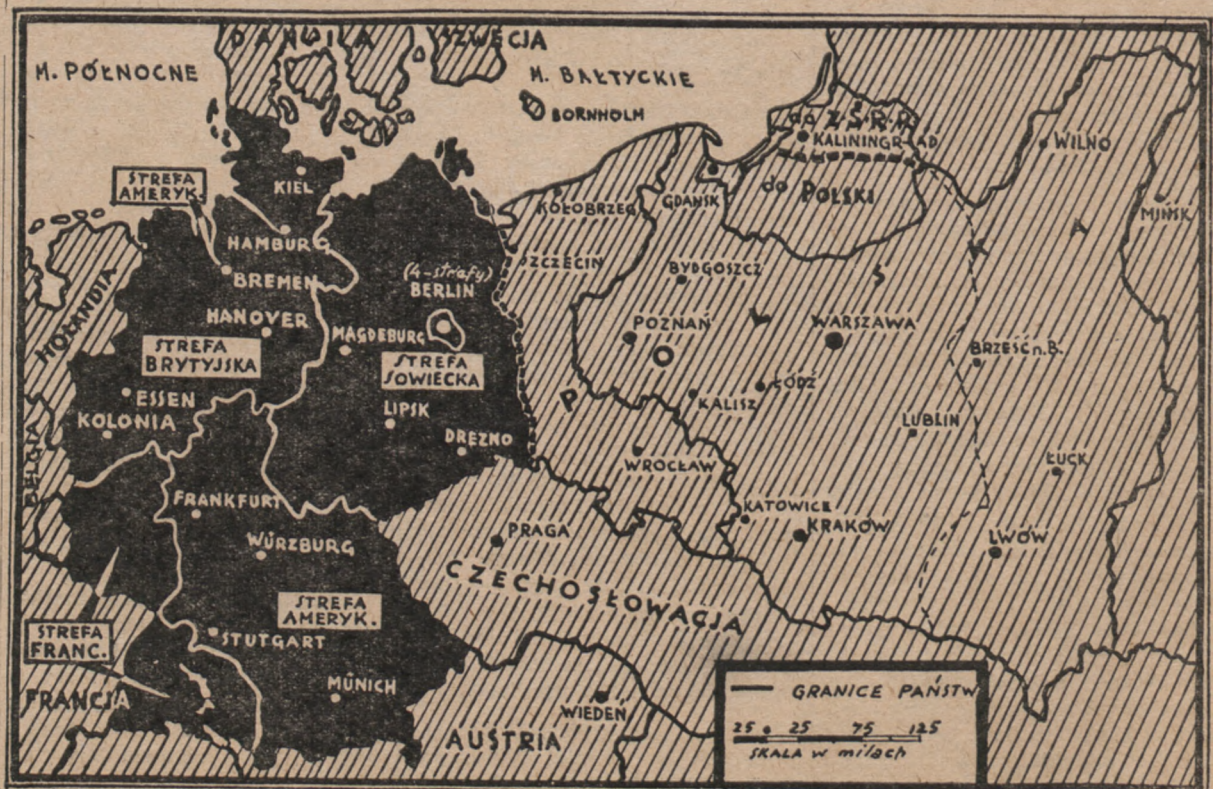 DANIA
SZWECJA
M. PÓŁNOCNE
M. BAŁTYCKIE
BORNHOLM
do Z.S.R.R.
KALININGRAD
WILNO
STREFA
AMERYK.
KIEL
do POLSKI
MIŃSK
KOŁOBRZEG
GDAŃSK
HAMBURG
SZCZECIN
BYDGOSZCZ
(4-strefy)
BERLIN
BREMEN
HOLANDIA
HANOVER
MAGDEBURG
POZNAŃ
WARSZAWA
BRZEŚĆ n.B.
STREFA
BRYTYJSKA
STREFA
SOWIECKA
POLSKA
ESSEN
KOLONIA
LIPSK
KALISZ
ŁÓDŹ
LUBLIN
BELGIA
DREZNO
WROCŁAW
ŁUCK
FRANKFURT
KATOWICE
KRAKÓW
LWÓW
WÜRZBURG
PRAGA
CZECHOSŁOWACJA
STREFA
AMERYK.
STREFA
FRANC.
STUTGART
FRANCJA
MÜNICH
WIEDEŃ
AUSTRIA
GRANICE PAŃSTW
25 0 25 75 125
SKALA w milach